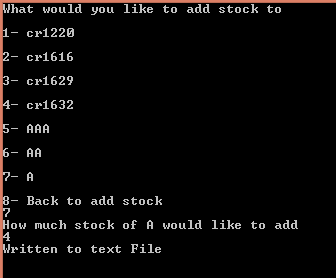 What would you like to add stock to
1- cr1220
2- cr1616
3- cr1629
4- cr1632
5- AAA
6- AA
7- A
8- Back to add stock
7
How much stock of A would like to add
4
Written to text File